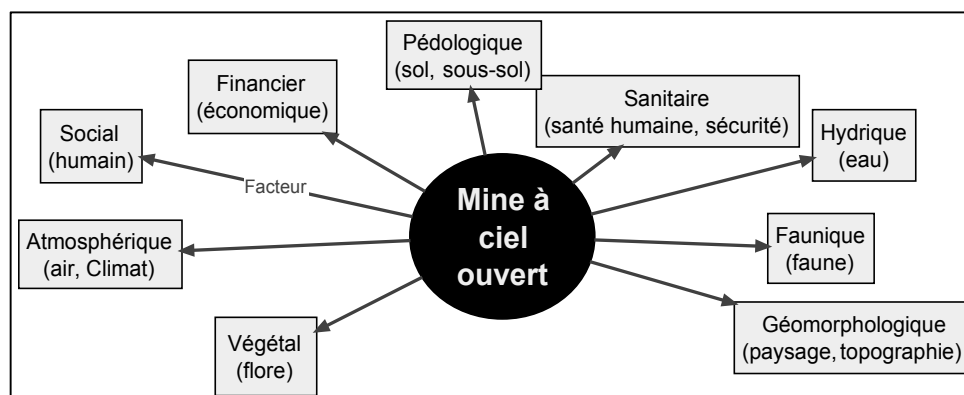 Pédologique
(sol, sous-sol)
Financier
(économique)
Sanitaire
(santé humaine, sécurité)
Social
(humain)
Hydrique
(eau)
Facteur
Mine à
ciel
ouvert
Atmosphérique
(air, Climat)
Faunique
(faune)
Végétal
(flore)
Géomorphologique
(paysage, topographie)